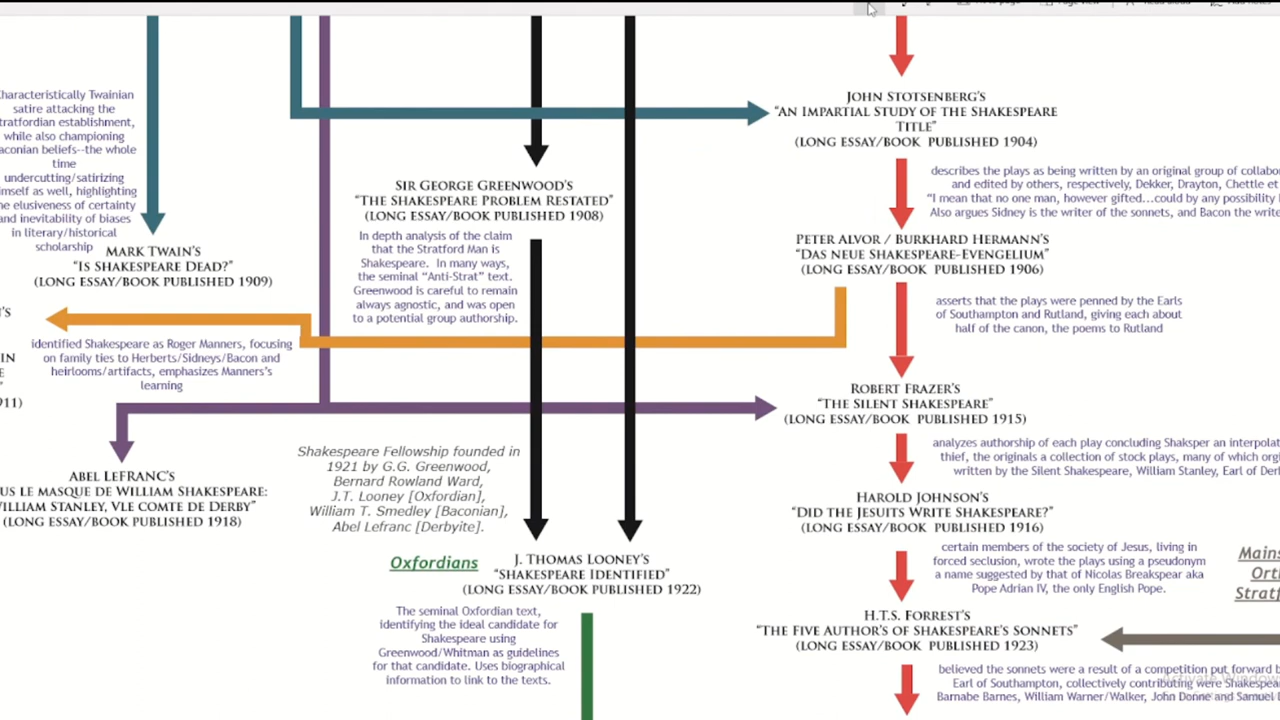 Characteristically Twainian
satire attacking the
tratfordian establishment,
while also championing
aconian beliefs--the whole
time
undercutting/satirizing
imself as well, highlighting
he elusiveness of certainty
and inevitability of biases
in literary/historical
scholarship
MARK TWAIN'S
"IS SHAKESPEARE DEAD?"
(LONG ESSAY/BOOK PUBLISHED 1909)
'S
IN
E
"
911)
identified Shakespeare as Roger Manners, focusing
on family ties to Herberts/Sidneys/Bacon and
heirlooms/artifacts, emphasizes Manners's
learning
ABEL LEFRANC'S
US LE MASQUE DE WILLIAM SHAKESPEARE:
ILLIAM STANLEY, VLE COMTE DE DERBY"
(LONG ESSAY/BOOK PUBLISHED 1918)
SIR GEORGE GREENWOOD'S
"THE SHAKESPEARE PROBLEM RESTATED"
(LONG ESSAY/BOOK PUBLISHED 1908)
In depth analysis of the claim
that the Stratford Man is
Shakespeare. In many ways,
the seminal "Anti-Strat" text.
Greenwood is careful to remain
always agnostic, and was open
to a potential group authorship.
Shakespeare Fellowship founded in
1921 by G.G. Greenwood,
Bernard Rowland Ward,
J.T. Looney [Oxfordian],
William T. Smedley [Baconian],
Abel Lefranc [Derbyite].
Oxfordians
J. THOMAS LOONEY'S
"SHAKESPEARE IDENTIFIED"
(LONG ESSAY/BOOK PUBLISHED 1922)
The seminal Oxfordian text,
identifying the ideal candidate for
Shakespeare using
Greenwood/Whitman as guidelines
for that candidate. Uses biographical
information to link to the texts.
JOHN STOTSENBERG'S
"AN IMPARTIAL STUDY OF THE SHAKESPEARE
TITLE"
(LONG ESSAY/BOOK PUBLISHED 1904)
describes the plays as being written by an original group of collabo
and edited by others, respectively, Dekker, Drayton, Chettle et
"I mean that no one man, however gifted...could by any possibility
Also argues Sidney is the writer of the sonnets, and Bacon the write
PETER ALVOR / BURKHARD HERMANN'S
"DAS NEUE SHAKESPEARE-EVENGELIUM"
(LONG ESSAY/BOOK PUBLISHED 1906)
asserts that the plays were penned by the Earls
of Southampton and Rutland, giving each about
half of the canon, the poems to Rutland
ROBERT FRAZER'S
"THE SILENT SHAKESPEARE"
(LONG ESSAY/BOOK PUBLISHED 1915)
analyzes authorship of each play concluding Shaksper an interpolat
thief, the originals a collection of stock plays, many of which orgi
written by the Silent Shakespeare, William Stanley, Earl of Der
HAROLD JOHNSON'S
"DID THE JESUITS WRITE SHAKESPEARE?"
(LONG ESSAY/BOOK PUBLISHED 1916)
certain members of the society of Jesus, living in
forced seclusion, wrote the plays using a pseudonym
a name suggested by that of Nicolas Breakspear aka
Pope Adrian IV, the only English Pope.
Mains
Ort
Stratf
H.T.S. FORREST'S
"THE FIVE AUTHOR'S OF SHAKESPEARE'S SONNETS"
(LONG ESSAY/BOOK PUBLISHED 1923)
believed the sonnets were a result of a competition put forward b
Earl of Southampton, collectively contributing were Shakespea
Barnabe Barnes, William Warner/Walker, John Donne and Samuel D